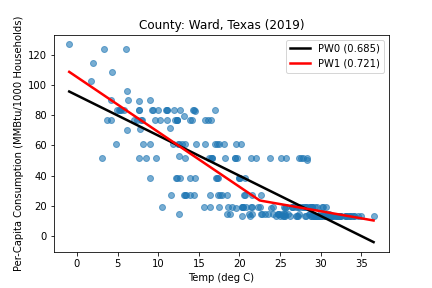 County: Ward, Texas (2019)
PW0 (0.685)
PW1 (0.721)
Per-Capita Consumption (MMBtu/1000 Households)
120
100
80
60
40
20
0
0 5 10 15 20 25 30 35
Temp (deg C)